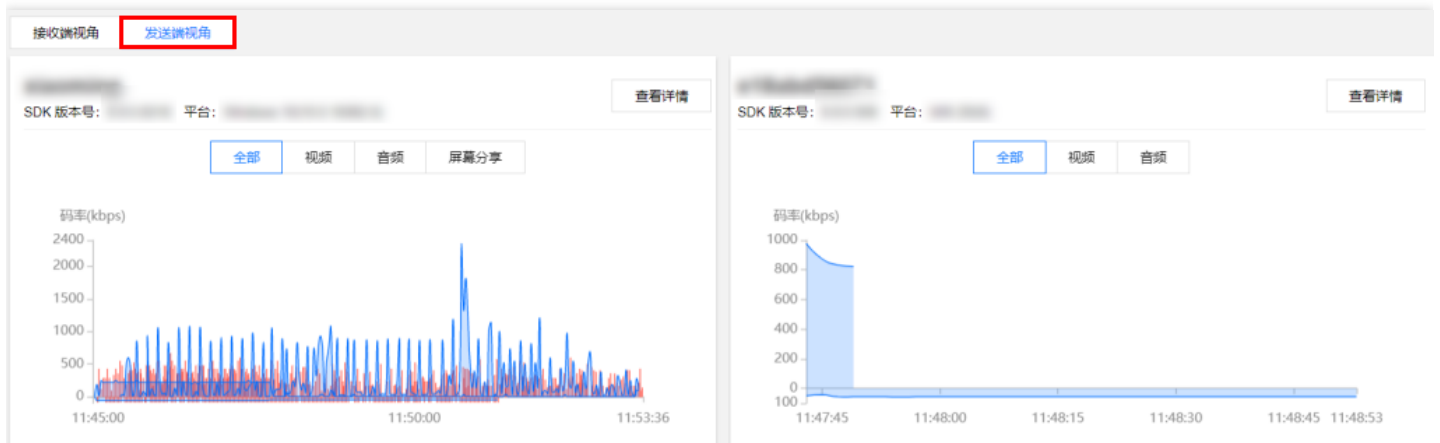 接收端视角
发送端视角
查看详情
SDK 版本号：
平台：
全部
视频
音频
屏幕分享
码率(kbps)
2400
2000
1500
1000
500
0
11:45:00
11:50:00
11:53:36
查看详情
SDK 版本号：
平台：
全部
视频
音频
码率(kbps)
1000
800
600
400
200
0
100
11:47:45
11:48:00
11:48:15
11:48:30
11:48:45
11:48:53